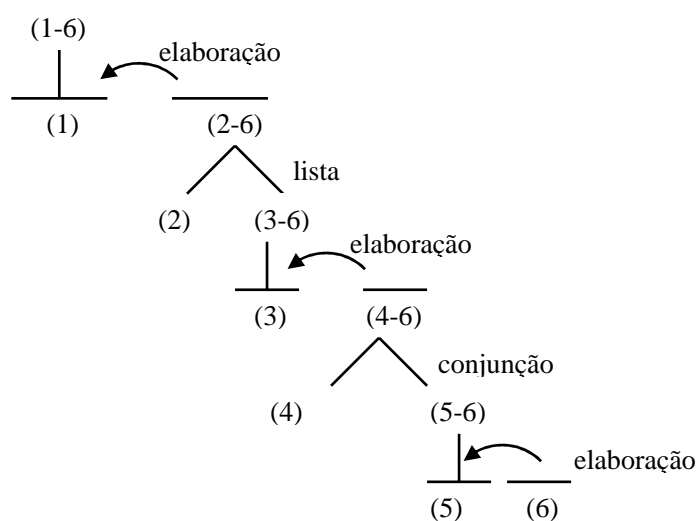 (1-6)
elaboração
(1) (2-6)
lista
(2) (3-6)
elaboração
(3) (4-6)
conjunção
(4) (5-6)
elaboração
(5) (6)